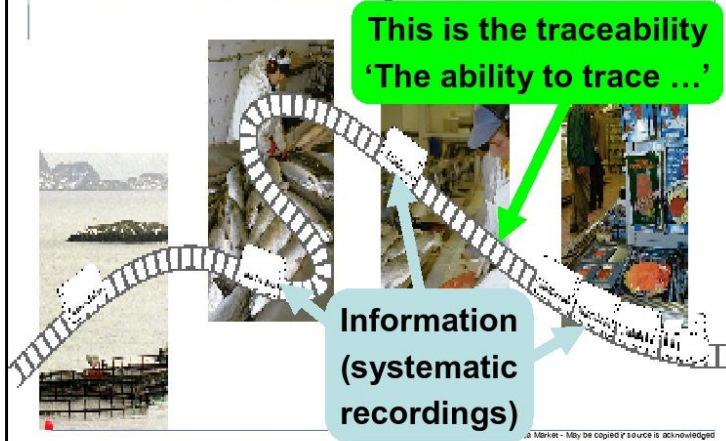 This is the traceability
‘The ability to trace ...’
Information
(systematic
recordings)
Market - May be copied if source is acknowledged